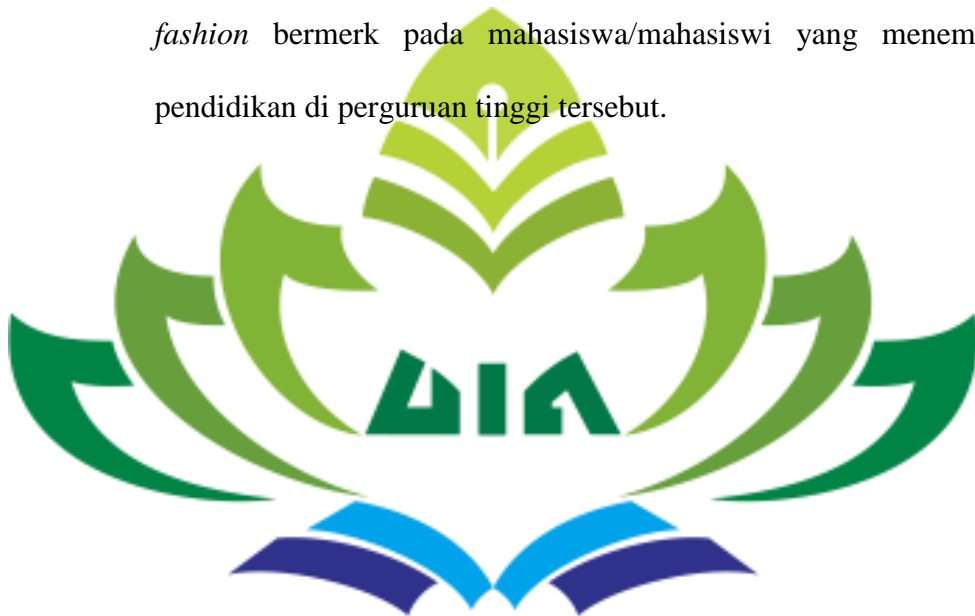 fashion bermerk pada mahasiswa/mahasiswi yang menem
pendidikan di perguruan tinggi tersebut.
UIN